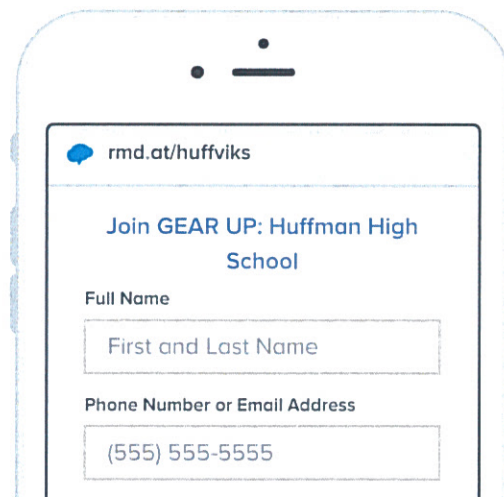 rmd.at/huffviks
Join GEAR UP: Huffman High
School
Full Name
First and Last Name
Phone Number or Email Address
(555) 555-5555